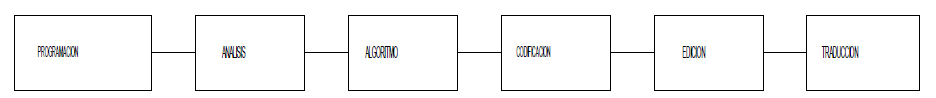 PROGRAMACION
ANALISIS
ALGORITMO
CODIFICACION
EDICION
TRADUCCION